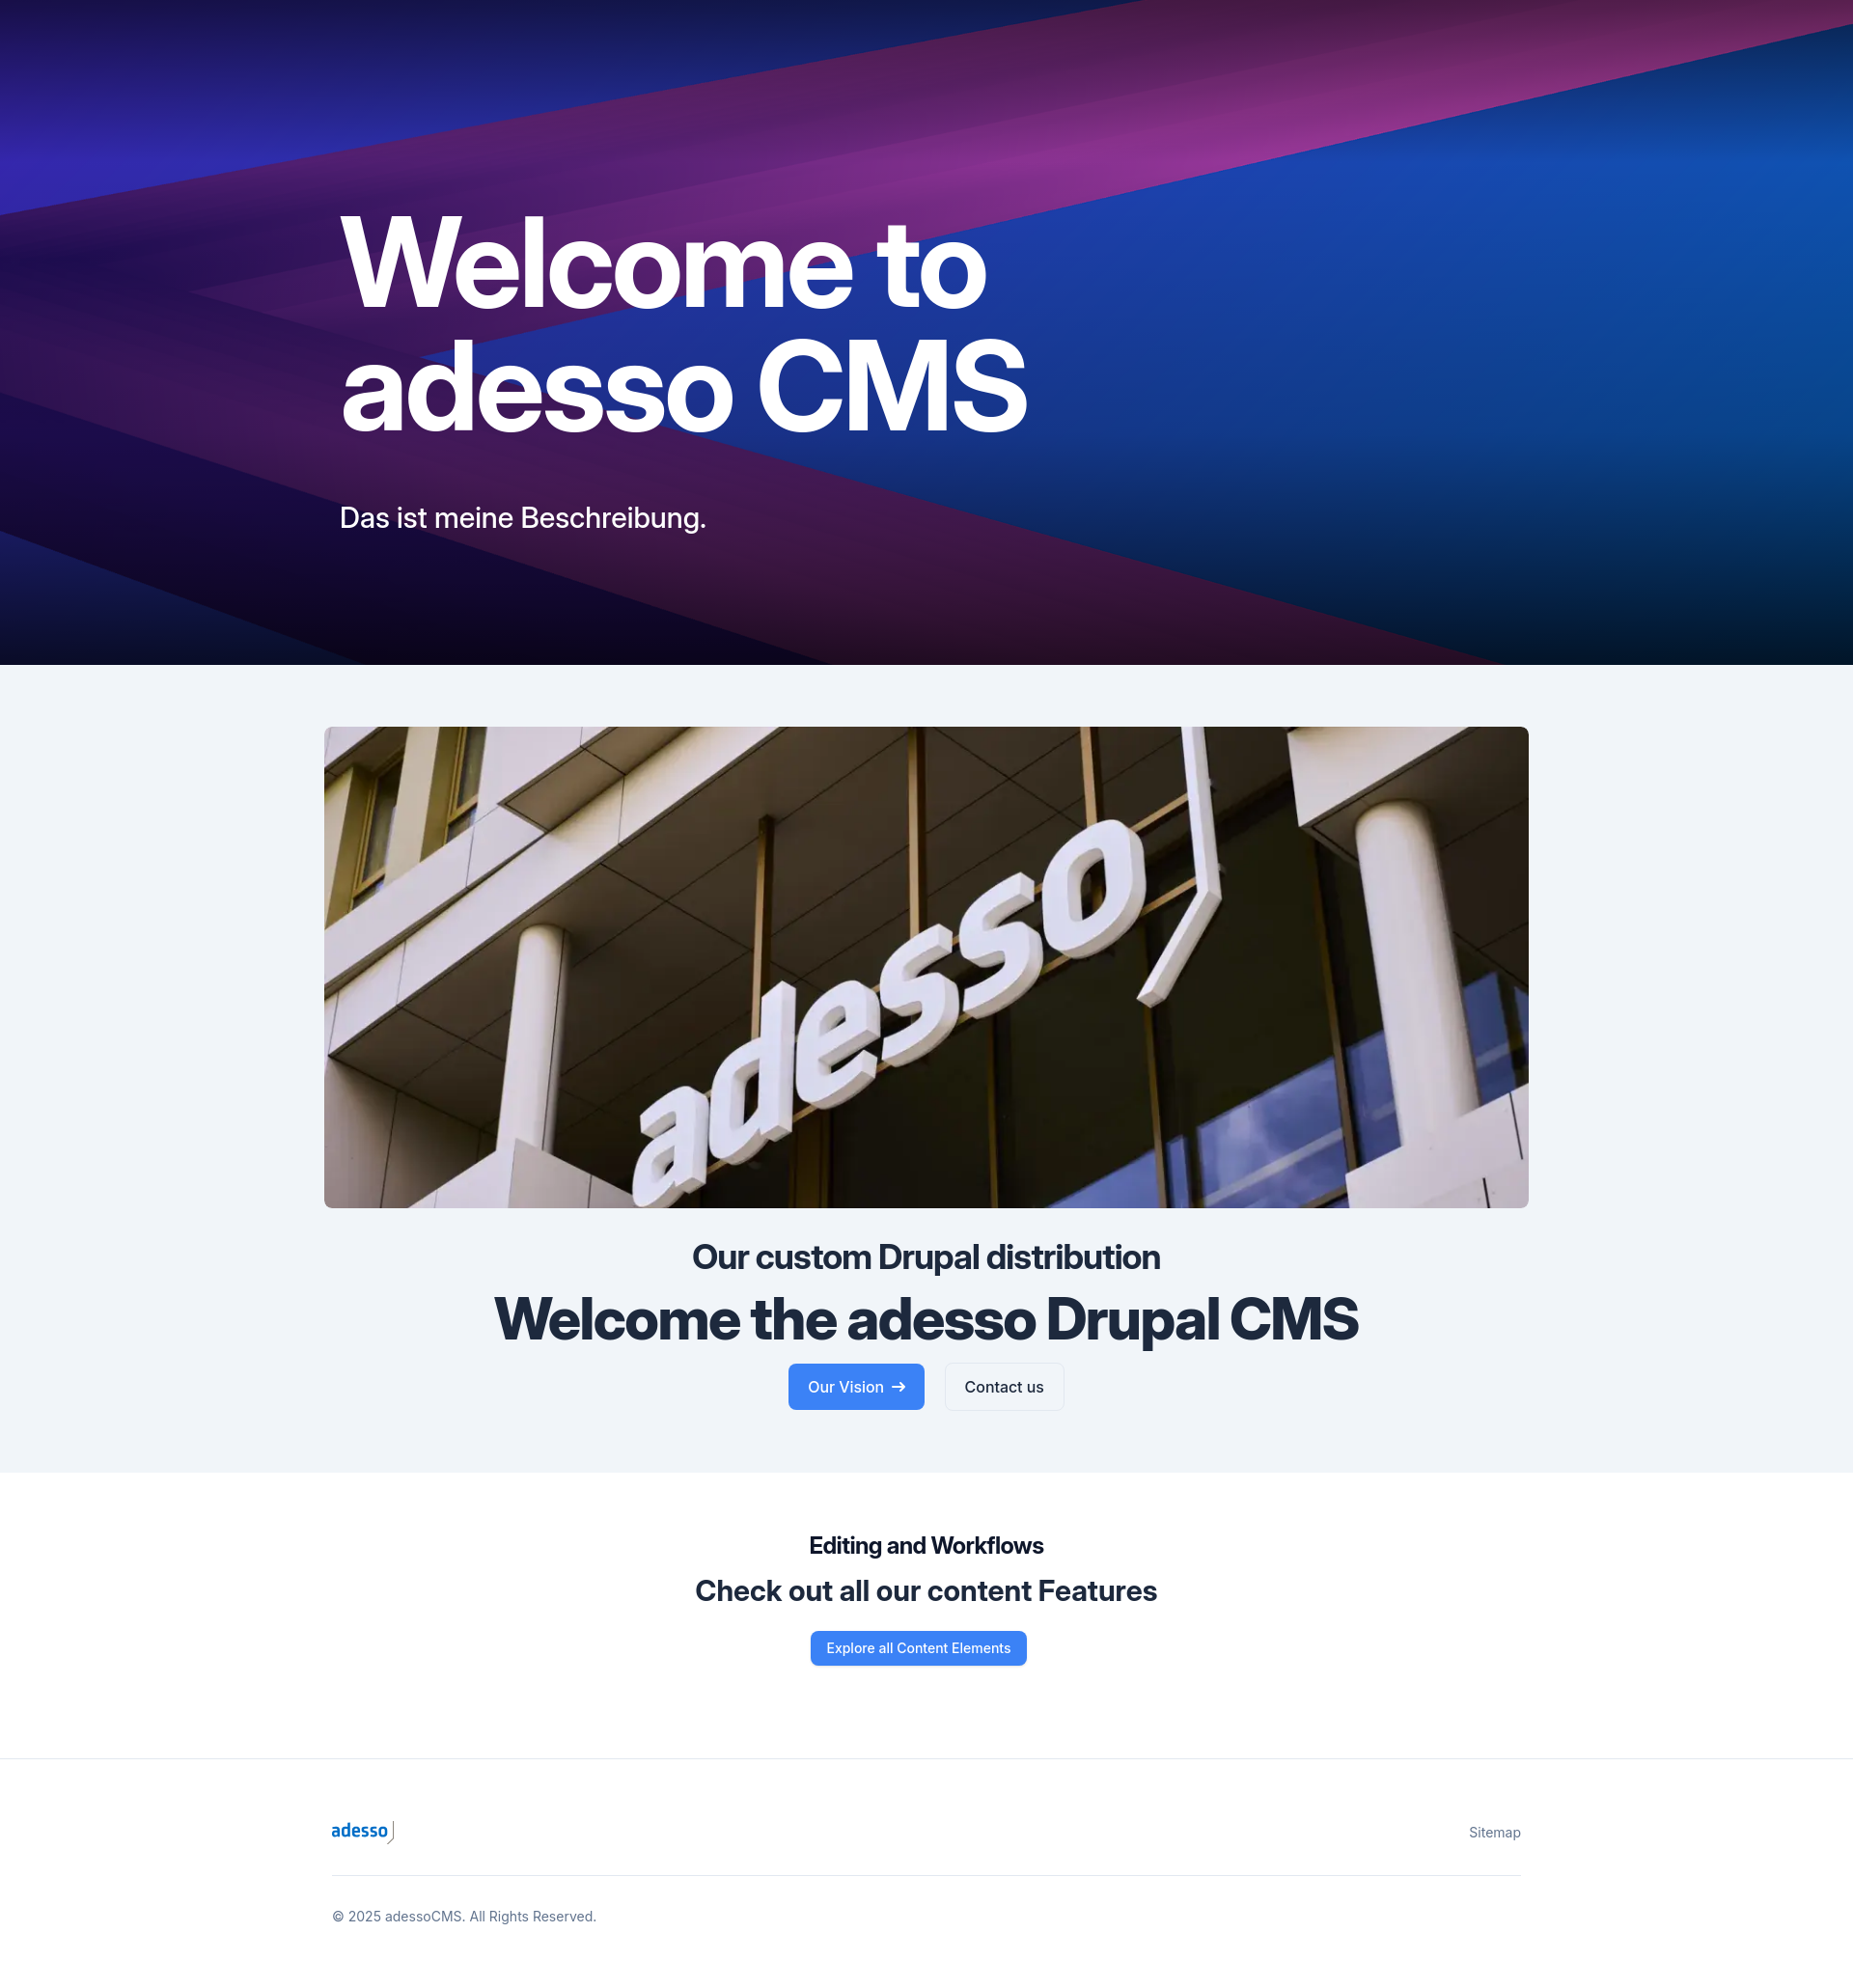 Welcome to
adesso CMS
Das ist meine Beschreibung.
adesso
Our custom Drupal distribution
Welcome the adesso Drupal CMS
Our Vision →
Contact us
Editing and Workflows
Check out all our content Features
Explore all Content Elements
adesso
Sitemap
© 2025 adessoCMS. All Rights Reserved.